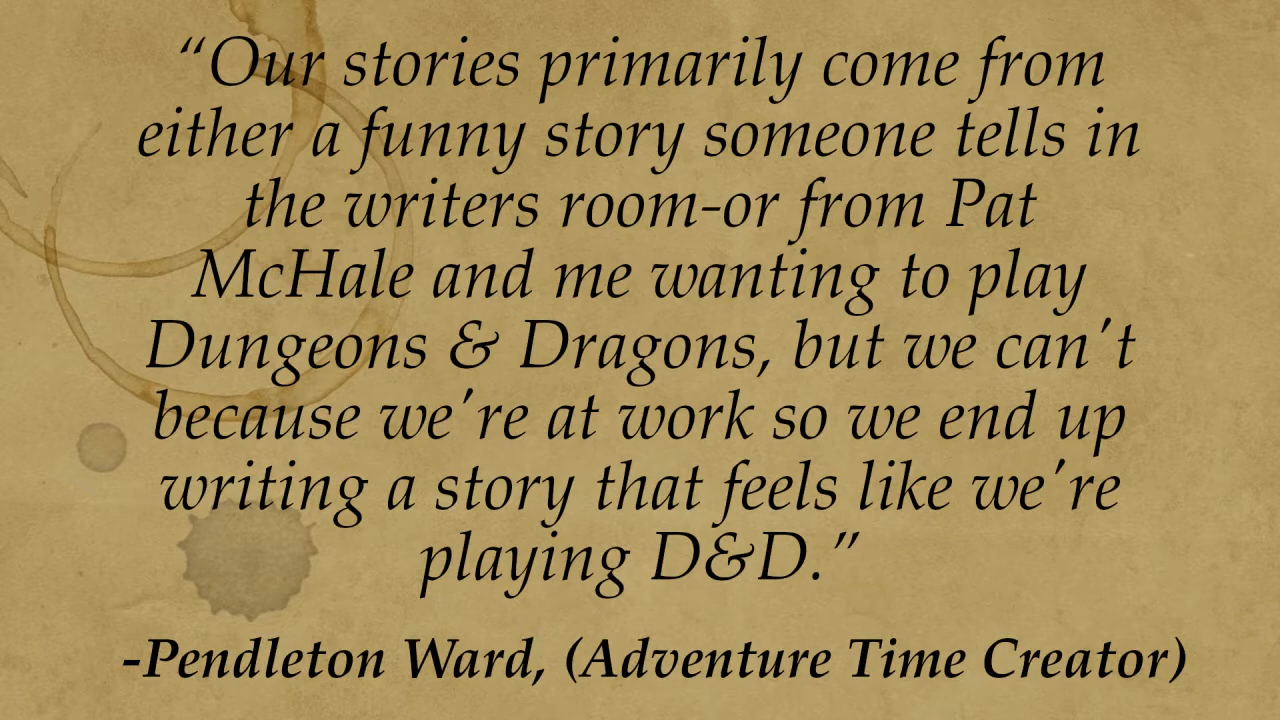 “Our stories primarily come from
either a funny story someone tells in
the writers room-or from Pat
McHale and me wanting to play
Dungeons & Dragons, but we can't
because we're at work so we end up
writing a story that feels like we're
playing D&D.”
-Pendleton Ward, (Adventure Time Creator)